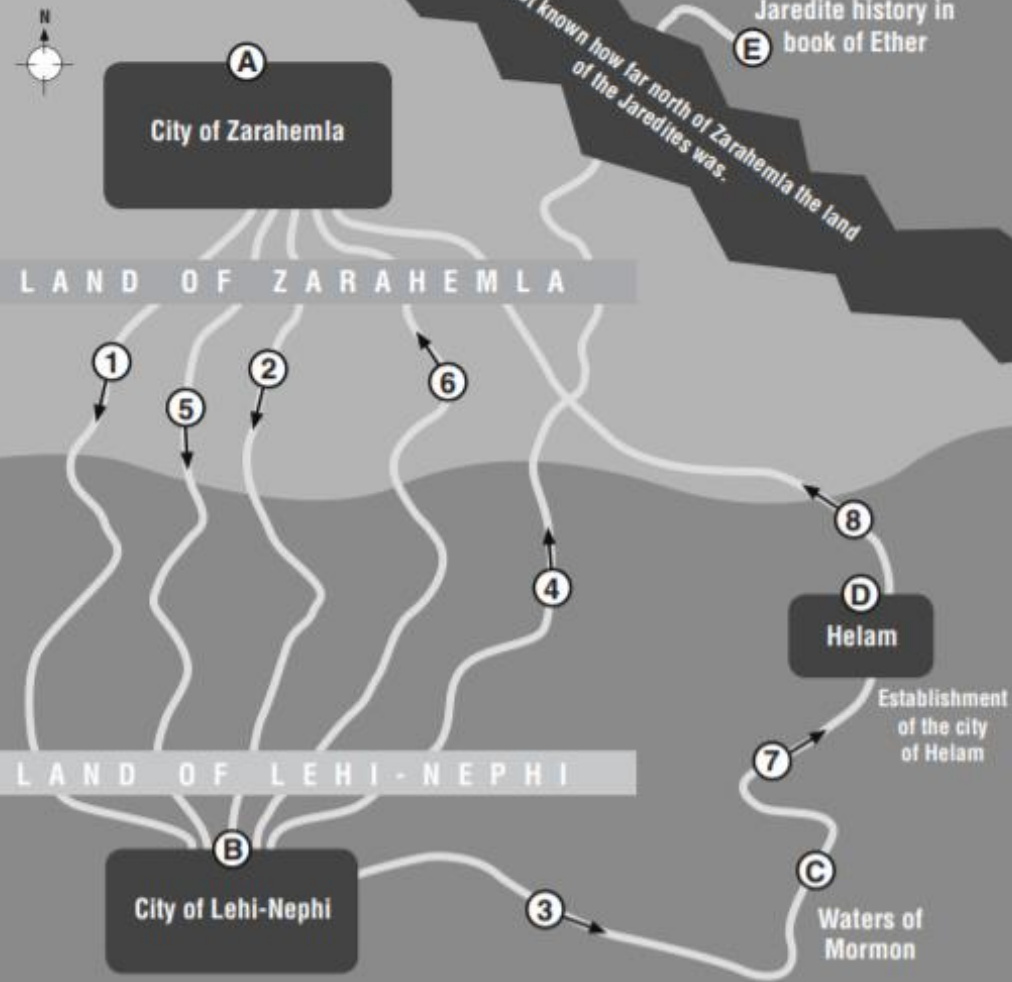 N
Jaredite history in
book of Ether
E
known how far north of Zarahemla the land
of the Jaredites was.
A
City of Zarahemla
LAND OF ZARAHEMLA
1
2
5
6
4
8
D
Helam
Establishment
of the city
of Helam
7
LAND OF LEHI-NEPHI
B
City of Lehi-Nephi
3
C
Waters of
Mormon